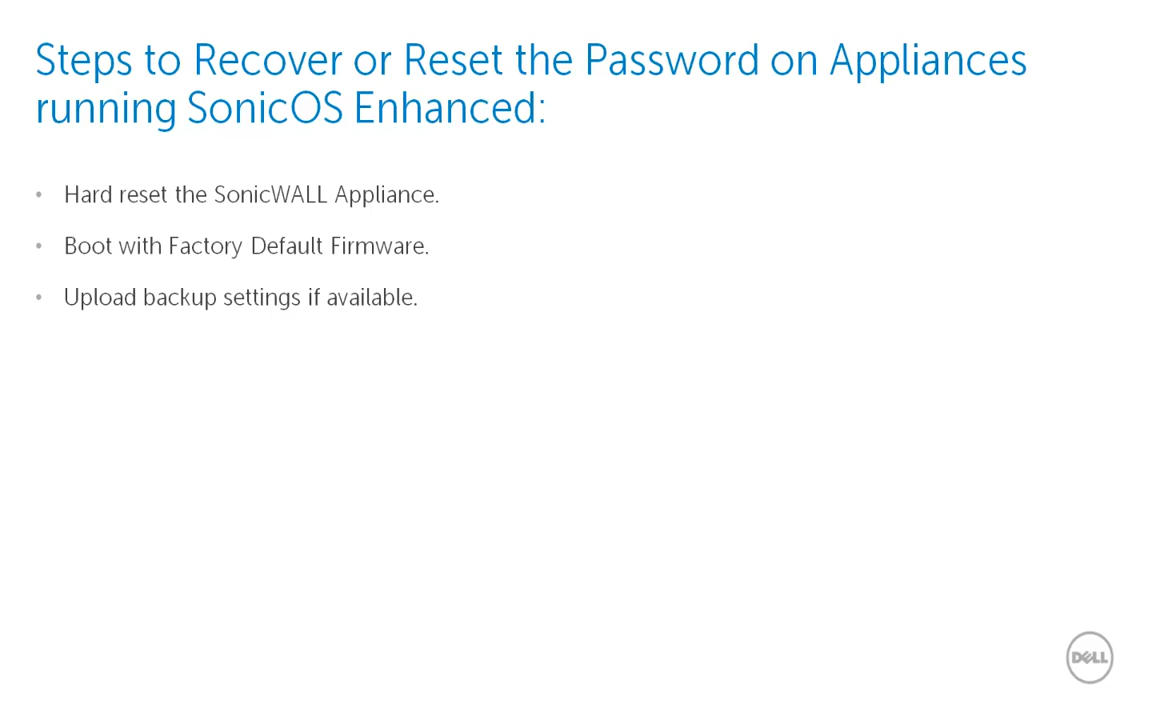 Steps to Recover or Reset the Password on Appliances
running SonicOS Enhanced:
• Hard reset the SonicWALL Appliance.
• Boot with Factory Default Firmware.
• Upload backup settings if available.
DELL